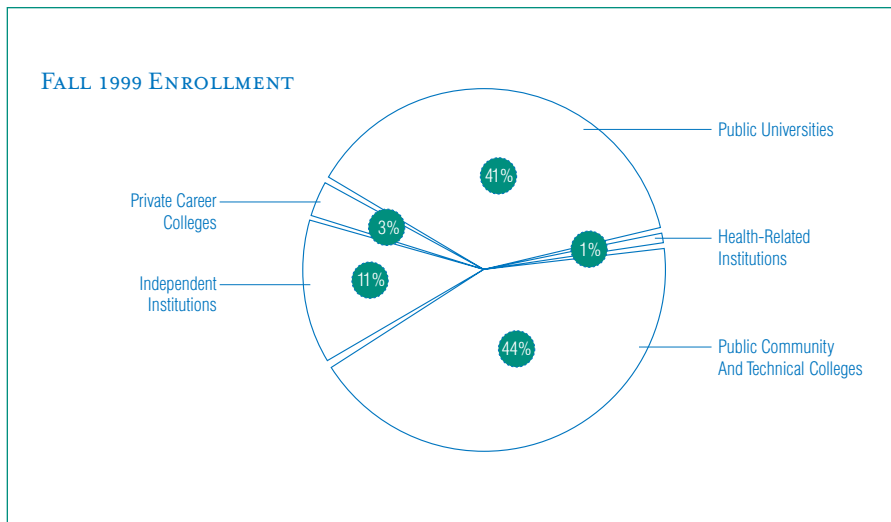 Fall 1999 Enrollment
Public Universities
41%
Private Career
Colleges
3%
Health-Related
Institutions
1%
Independent
Institutions
11%
Public Community
And Technical Colleges
44%